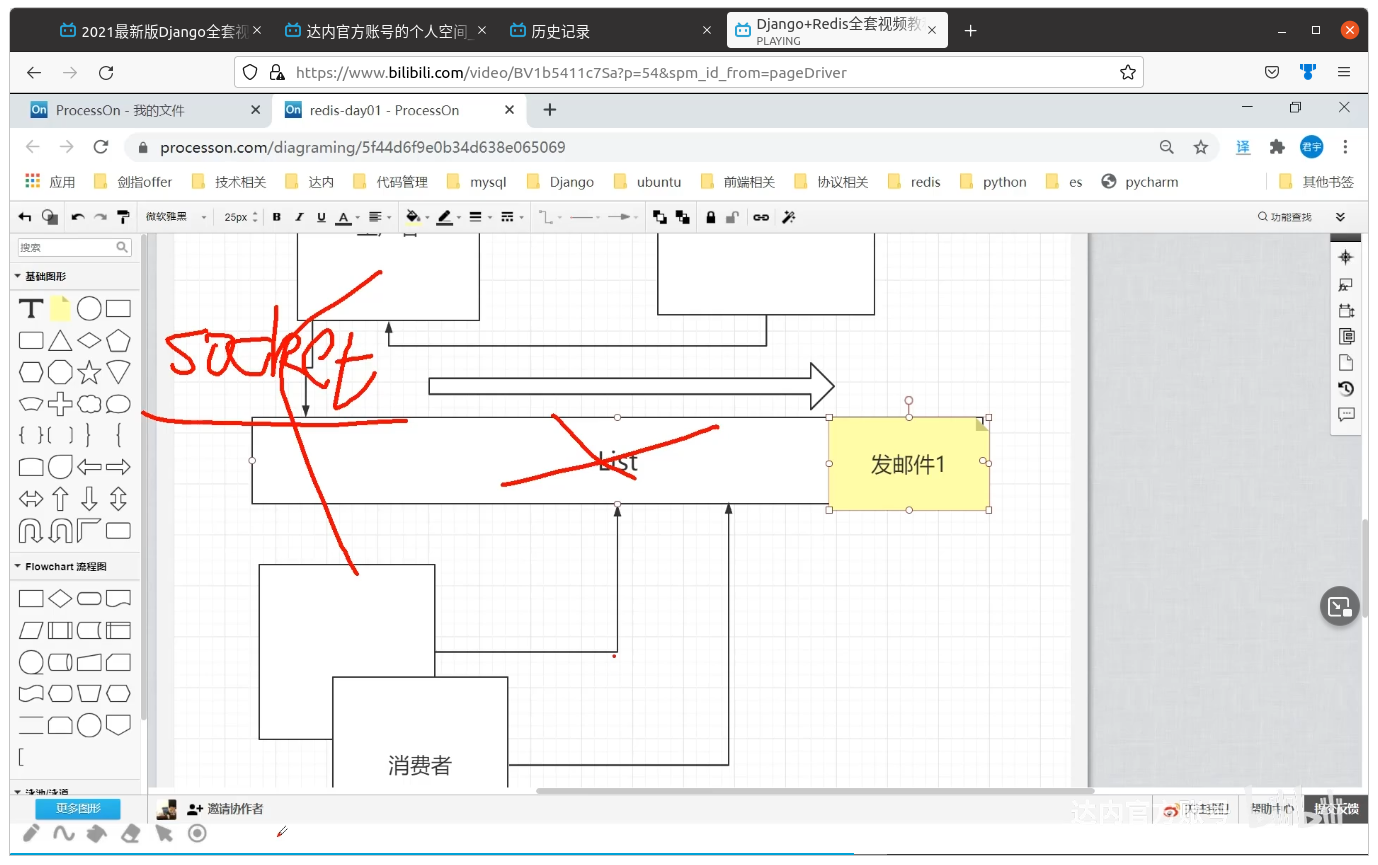 2021最新版Django全套视
达内官方账号的个人空间_
历史记录
Django+Redis全套视频教
PLAYING
https://www.bilibili.com/video/BV1b5411c7Sa?p=54&spm_id_from=pageDriver
On ProcessOn - 我的文件
On redis-day01 - ProcessOn
processon.com/diagraming/5f44d6f9e0b34d638e065069
译
君宇
应用
剑指offer
技术相关
达内
代码管理
mysql
Django
ubuntu
前端相关
协议相关
redis
python
es
pycharm
其他书签
微软雅黑
25px
B
I
U
A
功能查找
搜索
基础图形
T
Flowchart 流程图
更多图形
socket
List
发邮件1
消费者
邀请协作者
达内官方账号
帮助中心
提交反馈
bilibili